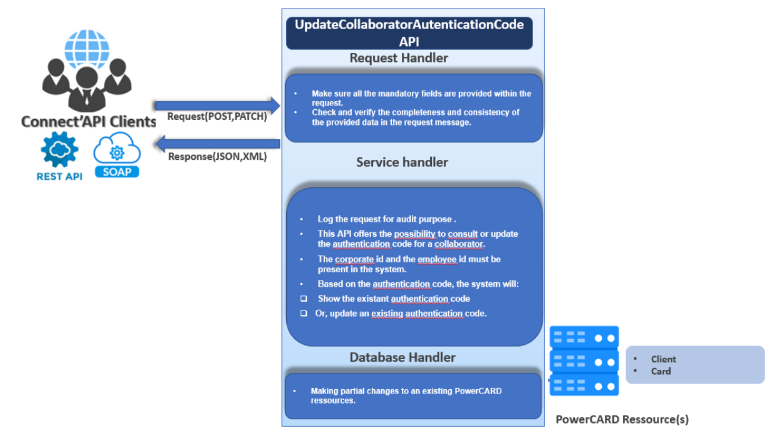 UpdateCollaboratorAutenticationCode
API
Request Handler
• Make sure all the mandatory fields are provided within the
request.
• Check and verify the completeness and consistency of
the provided data in the request message.
Connect'API Clients
Request(POST,PATCH)
Response(JSON,XML)
REST API
SOAP
Service handler
• Log the request for audit purpose .
• This API offers the possibility to consult or update
the authentication code for a collaborator.
• The corporate id and the employee id must be
present in the system.
• Based on the authentication code, the system will:
❑ Show the existant authentication code
❑ Or, update an existing authentication code.
Database Handler
• Making partial changes to an existing PowerCARD
ressources.
• Client
• Card
PowerCARD Ressource(s)